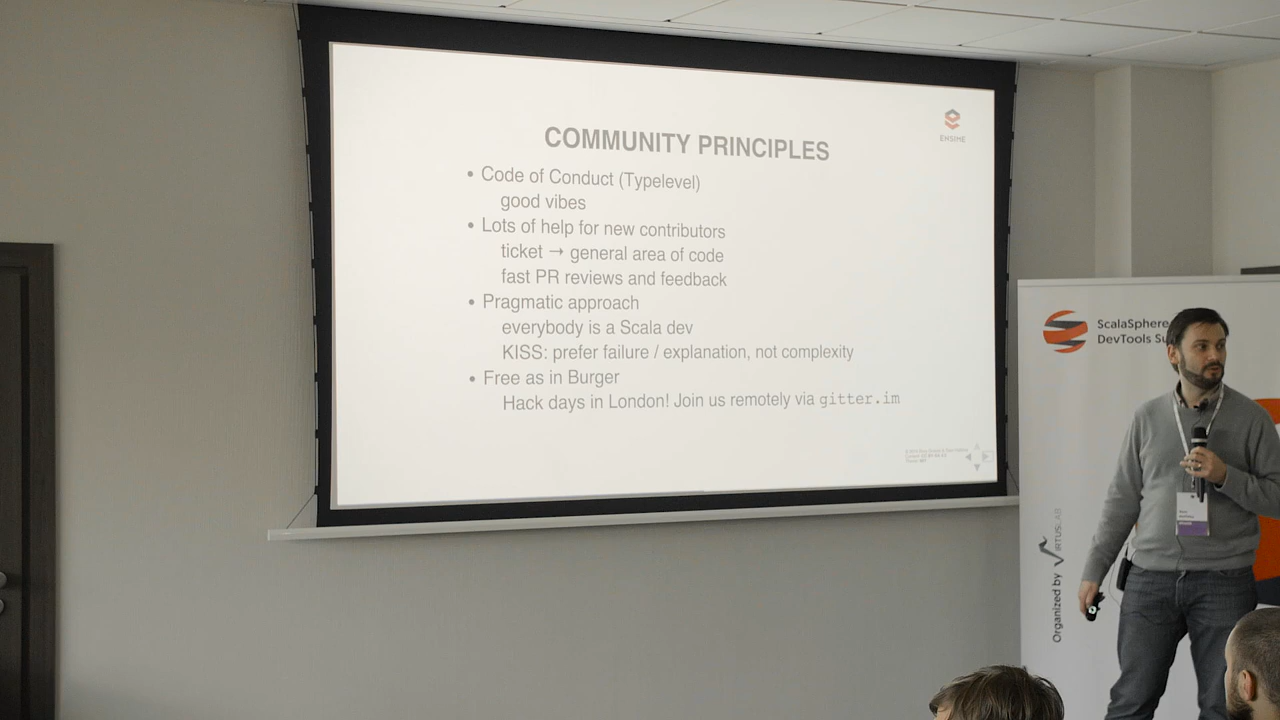 ENSIME
COMMUNITY PRINCIPLES
• Code of Conduct (Typelevel)
good vibes
• Lots of help for new contributors
ticket → general area of code
fast PR reviews and feedback
• Pragmatic approach
everybody is a Scala dev
KISS: prefer failure / explanation, not complexity
• Free as in Burger
Hack days in London! Join us remotely via gitter.im
ScalaSphere
DevTools Su
Organized by VIRTUSLAB